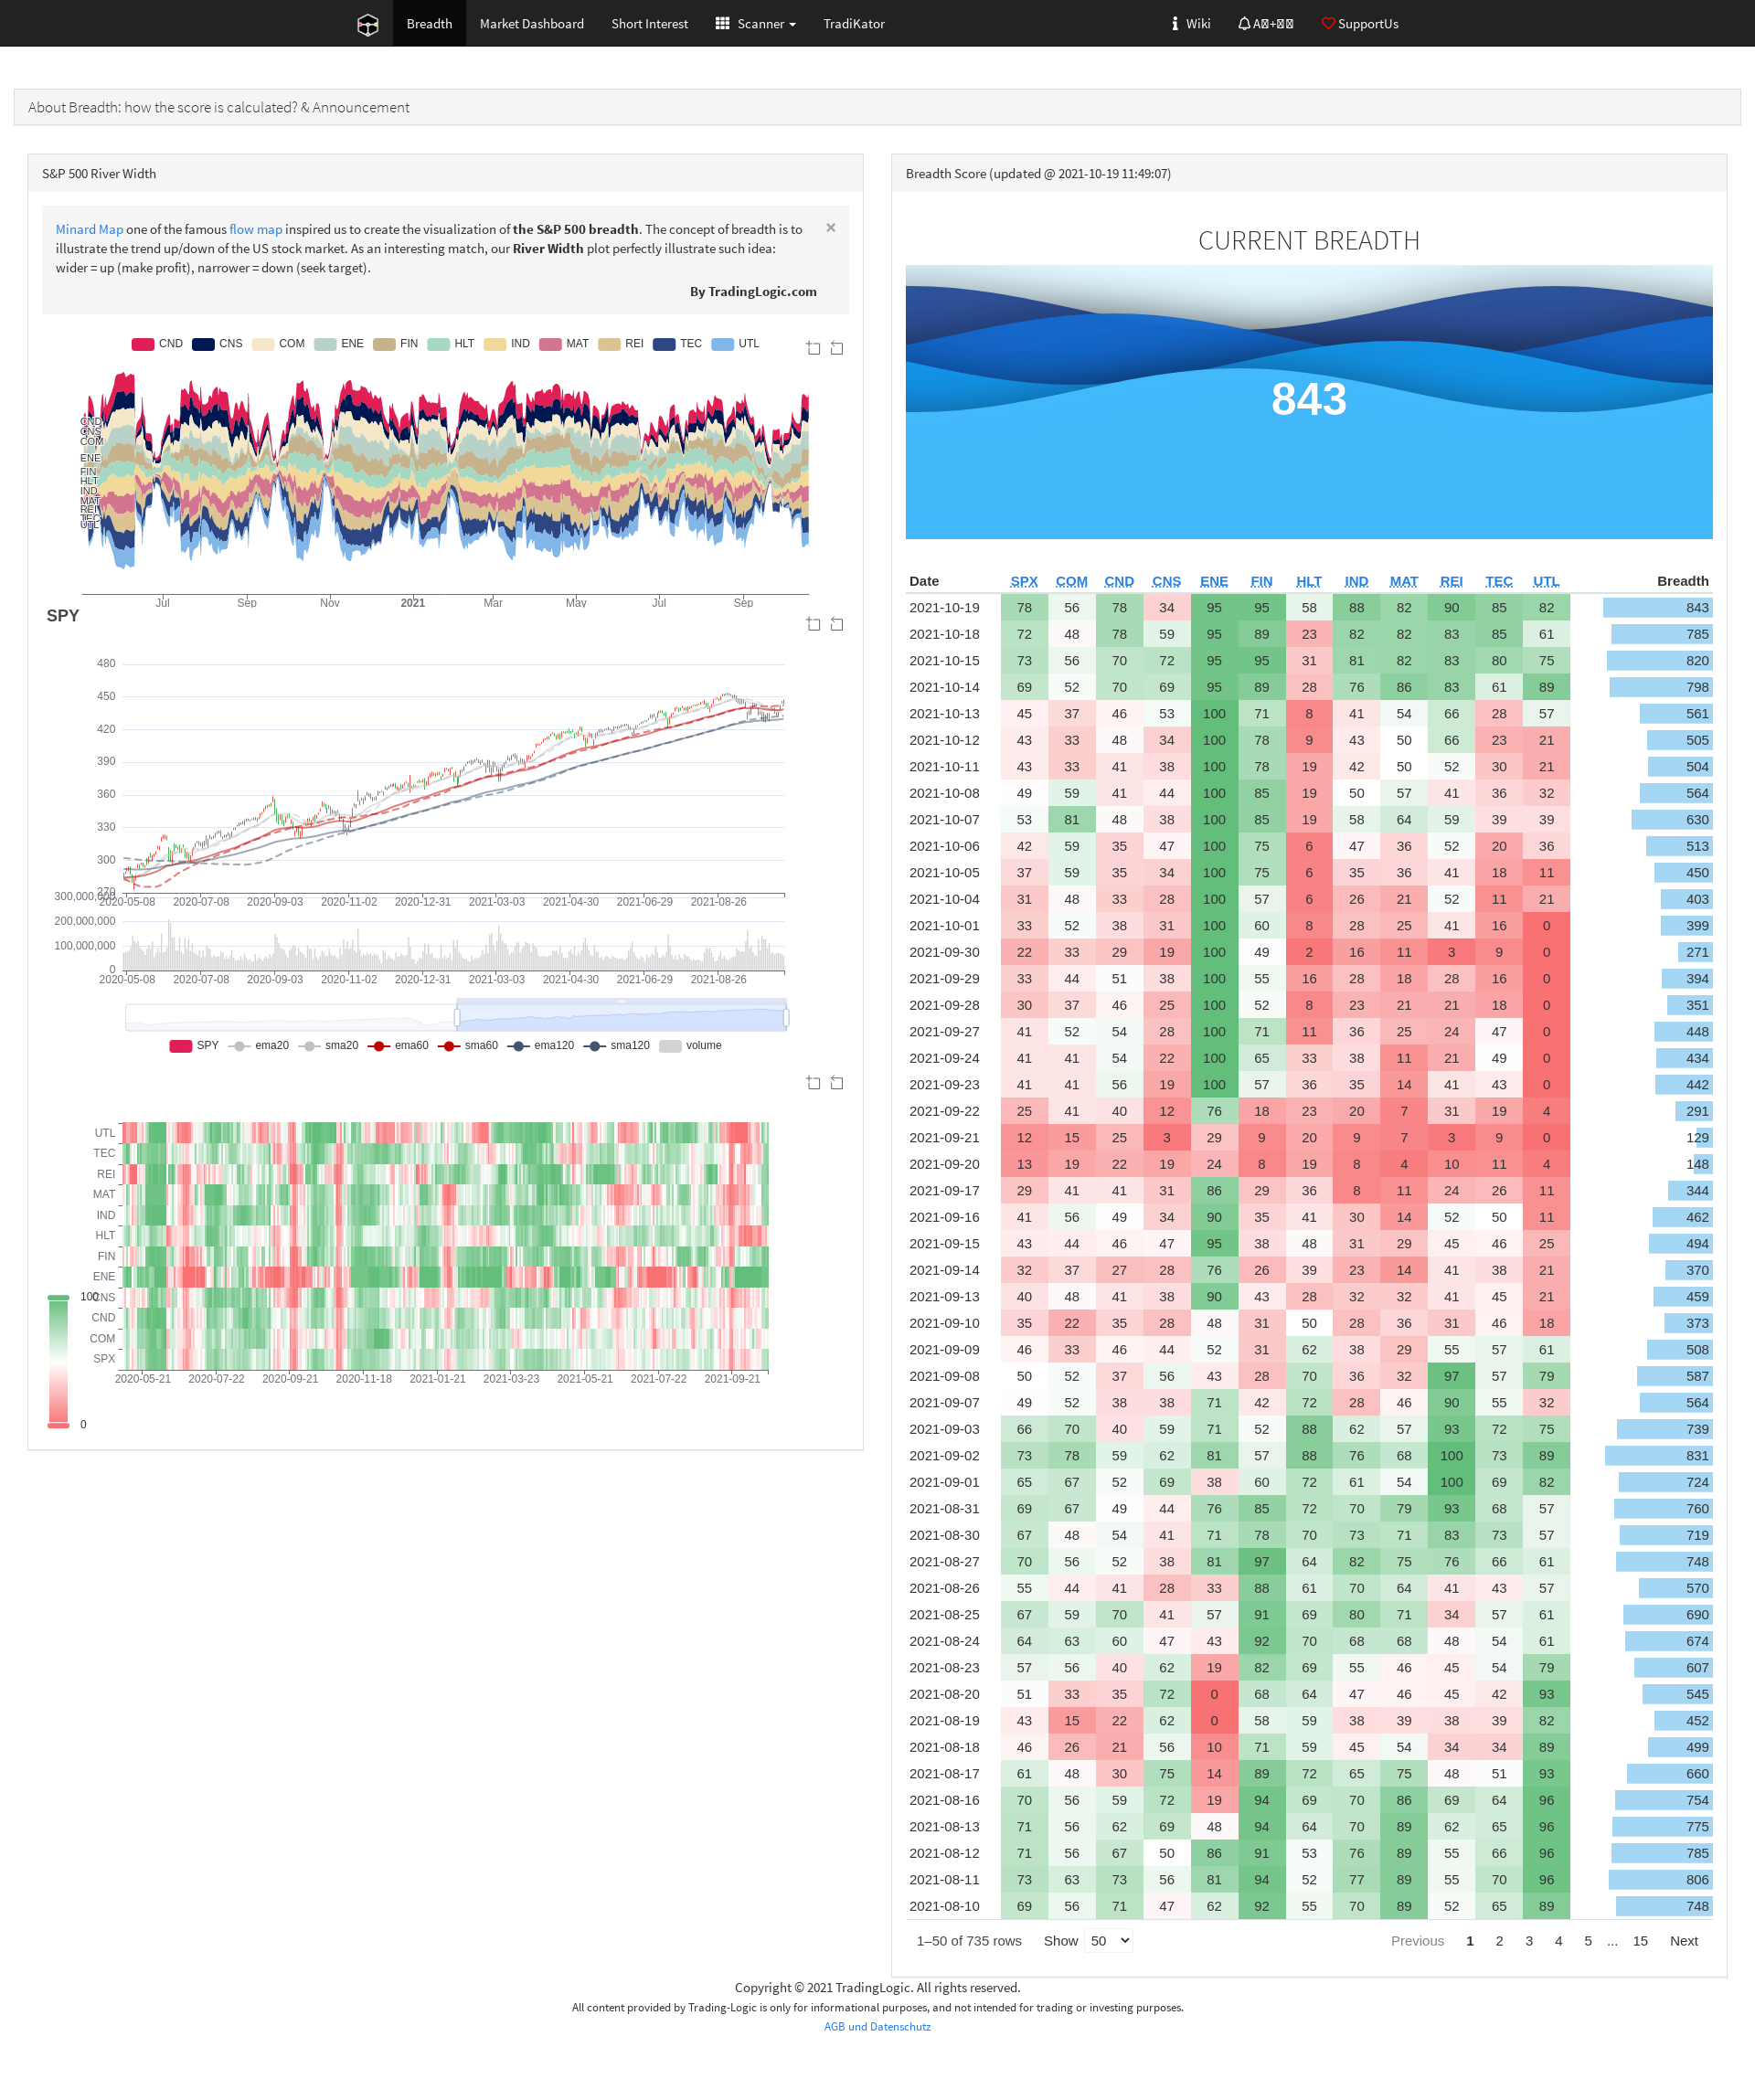 Breadth Market Dashboard Short Interest Scanner TradiKator Wiki SupportUs
About Breadth: how the score is calculated? & Announcement
S&P 500 River Width
Minard Map one of the famous flow map inspired us to create the visualization of the S&P 500 breadth. The concept of breadth is to
illustrate the trend up/down of the US stock market. As an interesting match, our River Width plot perfectly illustrate such idea:
wider = up (make profit), narrower = down (seek target).
×
By TradingLogic.com
CND CNS COM ENE FIN HLT IND MAT REI TEC UTL
CND
CNS
COM
ENE
FIN
HLT
IND
MAT
REI
TEC
UTL
Jul Sep Nov 2021 Mar May Jul Sep
SPY
480
450
420
390
360
330
300
270
2020-05-08 2020-07-08 2020-09-03 2020-11-02 2020-12-31 2021-03-03 2021-04-30 2021-06-29 2021-08-26
300,000,000
200,000,000
100,000,000
0
2020-05-08 2020-07-08 2020-09-03 2020-11-02 2020-12-31 2021-03-03 2021-04-30 2021-06-29 2021-08-26
SPY ema20 sma20 ema60 sma60 ema120 sma120 volume
UTL
TEC
REI
MAT
IND
HLT
FIN
ENE
CNS
CND
COM
SPX
2020-05-21 2020-07-22 2020-09-21 2020-11-18 2021-01-21 2021-03-23 2021-05-21 2021-07-22 2021-09-21
100
0
Breadth Score (updated @ 2021-10-19 11:49:07)
CURRENT BREADTH
843
Date SPX COM CND CNS ENE FIN HLT IND MAT REI TEC UTL Breadth
2021-10-19 78 56 78 34 95 95 58 88 82 90 85 82 843
2021-10-18 72 48 78 59 95 89 23 82 82 83 85 61 785
2021-10-15 73 56 70 72 95 95 31 81 82 83 80 75 820
2021-10-14 69 52 70 69 95 89 28 76 86 83 61 89 798
2021-10-13 45 37 46 53 100 71 8 41 54 66 28 57 561
2021-10-12 43 33 48 34 100 78 9 43 50 66 23 21 505
2021-10-11 43 33 41 38 100 78 19 42 50 52 30 21 504
2021-10-08 49 59 41 44 100 85 19 50 57 41 36 32 564
2021-10-07 53 81 48 38 100 85 19 58 64 59 39 39 630
2021-10-06 42 59 35 47 100 75 6 47 36 52 20 36 513
2021-10-05 37 59 35 34 100 75 6 35 36 41 18 11 450
2021-10-04 31 48 33 28 100 57 6 26 21 52 11 21 403
2021-10-01 33 52 38 31 100 60 8 28 25 41 16 0 399
2021-09-30 22 33 29 19 100 49 2 16 11 3 9 0 271
2021-09-29 33 44 51 38 100 55 16 28 18 28 16 0 394
2021-09-28 30 37 46 25 100 52 8 23 21 21 18 0 351
2021-09-27 41 52 54 28 100 71 11 36 25 24 47 0 448
2021-09-24 41 41 54 22 100 65 33 38 11 21 49 0 434
2021-09-23 41 41 56 19 100 57 36 35 14 41 43 0 442
2021-09-22 25 41 40 12 76 18 23 20 7 31 19 4 291
2021-09-21 12 15 25 3 29 9 20 9 7 3 9 0 129
2021-09-20 13 19 22 19 24 8 19 8 4 10 11 4 148
2021-09-17 29 41 41 31 86 29 36 8 11 24 26 11 344
2021-09-16 41 56 49 34 90 35 41 30 14 52 50 11 462
2021-09-15 43 44 46 47 95 38 48 31 29 45 46 25 494
2021-09-14 32 37 27 28 76 26 39 23 14 41 38 21 370
2021-09-13 40 48 41 38 90 43 28 32 32 41 45 21 459
2021-09-10 35 22 35 28 48 31 50 28 36 31 46 18 373
2021-09-09 46 33 46 44 52 31 62 38 29 55 57 61 508
2021-09-08 50 52 37 56 43 28 70 36 32 97 57 79 587
2021-09-07 49 52 38 38 71 42 72 28 46 90 55 32 564
2021-09-03 66 70 40 59 71 52 88 62 57 93 72 75 739
2021-09-02 73 78 59 62 81 57 88 76 68 100 73 89 831
2021-09-01 65 67 52 69 38 60 72 61 54 100 69 82 724
2021-08-31 69 67 49 44 76 85 72 70 79 93 68 57 760
2021-08-30 67 48 54 41 71 78 70 73 71 83 73 57 719
2021-08-27 70 56 52 38 81 97 64 82 75 76 66 61 748
2021-08-26 55 44 41 28 33 88 61 70 64 41 43 57 570
2021-08-25 67 59 70 41 57 91 69 80 71 34 57 61 690
2021-08-24 64 63 60 47 43 92 70 68 68 48 54 61 674
2021-08-23 57 56 40 62 19 82 69 55 46 45 54 79 607
2021-08-20 51 33 35 72 0 68 64 47 46 45 42 93 545
2021-08-19 43 15 22 62 0 58 59 38 39 38 39 82 452
2021-08-18 46 26 21 56 10 71 59 45 54 34 34 89 499
2021-08-17 61 48 30 75 14 89 72 65 75 48 51 93 660
2021-08-16 70 56 59 72 19 94 69 70 86 69 64 96 754
2021-08-13 71 56 62 69 48 94 64 70 89 62 65 96 775
2021-08-12 71 56 67 50 86 91 53 76 89 55 66 96 785
2021-08-11 73 63 73 56 81 94 52 77 89 55 70 96 806
2021-08-10 69 56 71 47 62 92 55 70 89 52 65 89 748
1–50 of 735 rows Show 50 Previous 1 2 3 4 5 ... 15 Next
Copyright © 2021 TradingLogic. All rights reserved.
All content provided by Trading-Logic is only for informational purposes, and not intended for trading or investing purposes.
AGB und Datenschutz